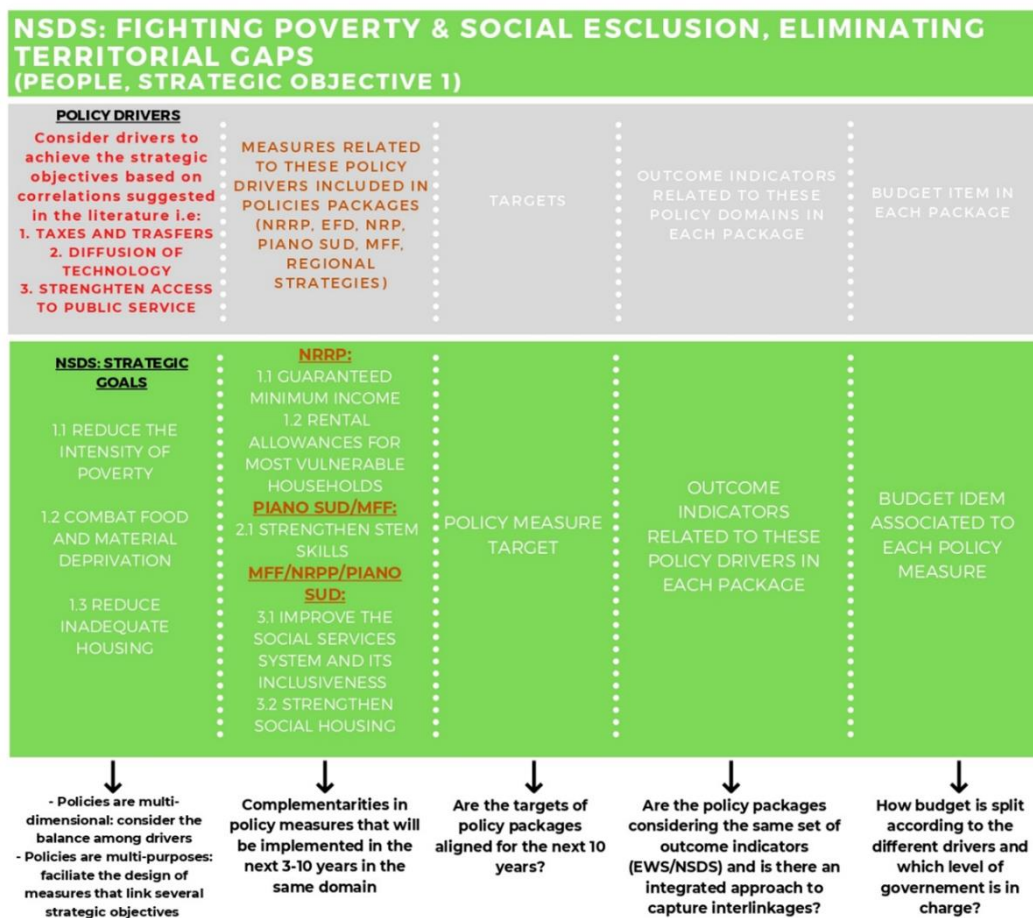 NSDS: FIGHTING POVERTY & SOCIAL ESCLUSION, ELIMINATING
TERRITORIAL GAPS
(PEOPLE, STRATEGIC OBJECTIVE 1)
POLICY DRIVERS
Consider drivers to
achieve the strategic
objectives based on
correlations suggested
in the literature i.e:
1. TAXES AND TRASFERS
2. DIFFUSION OF
TECHNOLOGY
3. STRENGHTEN ACCESS
TO PUBLIC SERVICE
MEASURES RELATED
TO THESE POLICY
DRIVERS INCLUDED IN
POLICIES PACKAGES
(NRRP, EFD, NRP,
PIANO SUD, MFF,
REGIONAL
STRATEGIES)
TARGETS
OUTCOME INDICATORS
RELATED TO THESE
POLICY DOMAINS IN
EACH PACKAGE
BUDGET ITEM IN
EACH PACKAGE
NSDS: STRATEGIC
GOALS
1.1 REDUCE THE
INTENSITY OF
POVERTY
1.2 COMBAT FOOD
AND MATERIAL
DEPRIVATION
1.3 REDUCE
INADEQUATE
HOUSING
NRRP:
1.1 GUARANTEED
MINIMUM INCOME
1.2 RENTAL
ALLOWANCES FOR
MOST VULNERABLE
HOUSEHOLDS
PIANO SUD/MFF:
2.1 STRENGTHEN STEM
SKILLS
MFF/NRPP/PIANO
SUD:
3.1 IMPROVE THE
SOCIAL SERVICES
SYSTEM AND ITS
INCLUSIVENESS
3.2 STRENGTHEN
SOCIAL HOUSING
POLICY MEASURE
TARGET
OUTCOME
INDICATORS
RELATED TO THESE
POLICY DRIVERS IN
EACH PACKAGE
BUDGET IDEM
ASSOCIATED TO
EACH POLICY
MEASURE
- Policies are multi-
dimensional: consider the
balance among drivers
- Policies are multi-purposes:
faciliate the design of
measures that link several
strategic objectives
Complementarities in
policy measures that will
be implemented in the
next 3-10 years in the
same domain
Are the targets of
policy packages
aligned for the next 10
years?
Are the policy packages
considering the same set of
outcome indicators
(EWS/NSDS) and is there an
integrated approach to
capture interlinkages?
How budget is split
according to the
different drivers and
which level of
governement is in
charge?